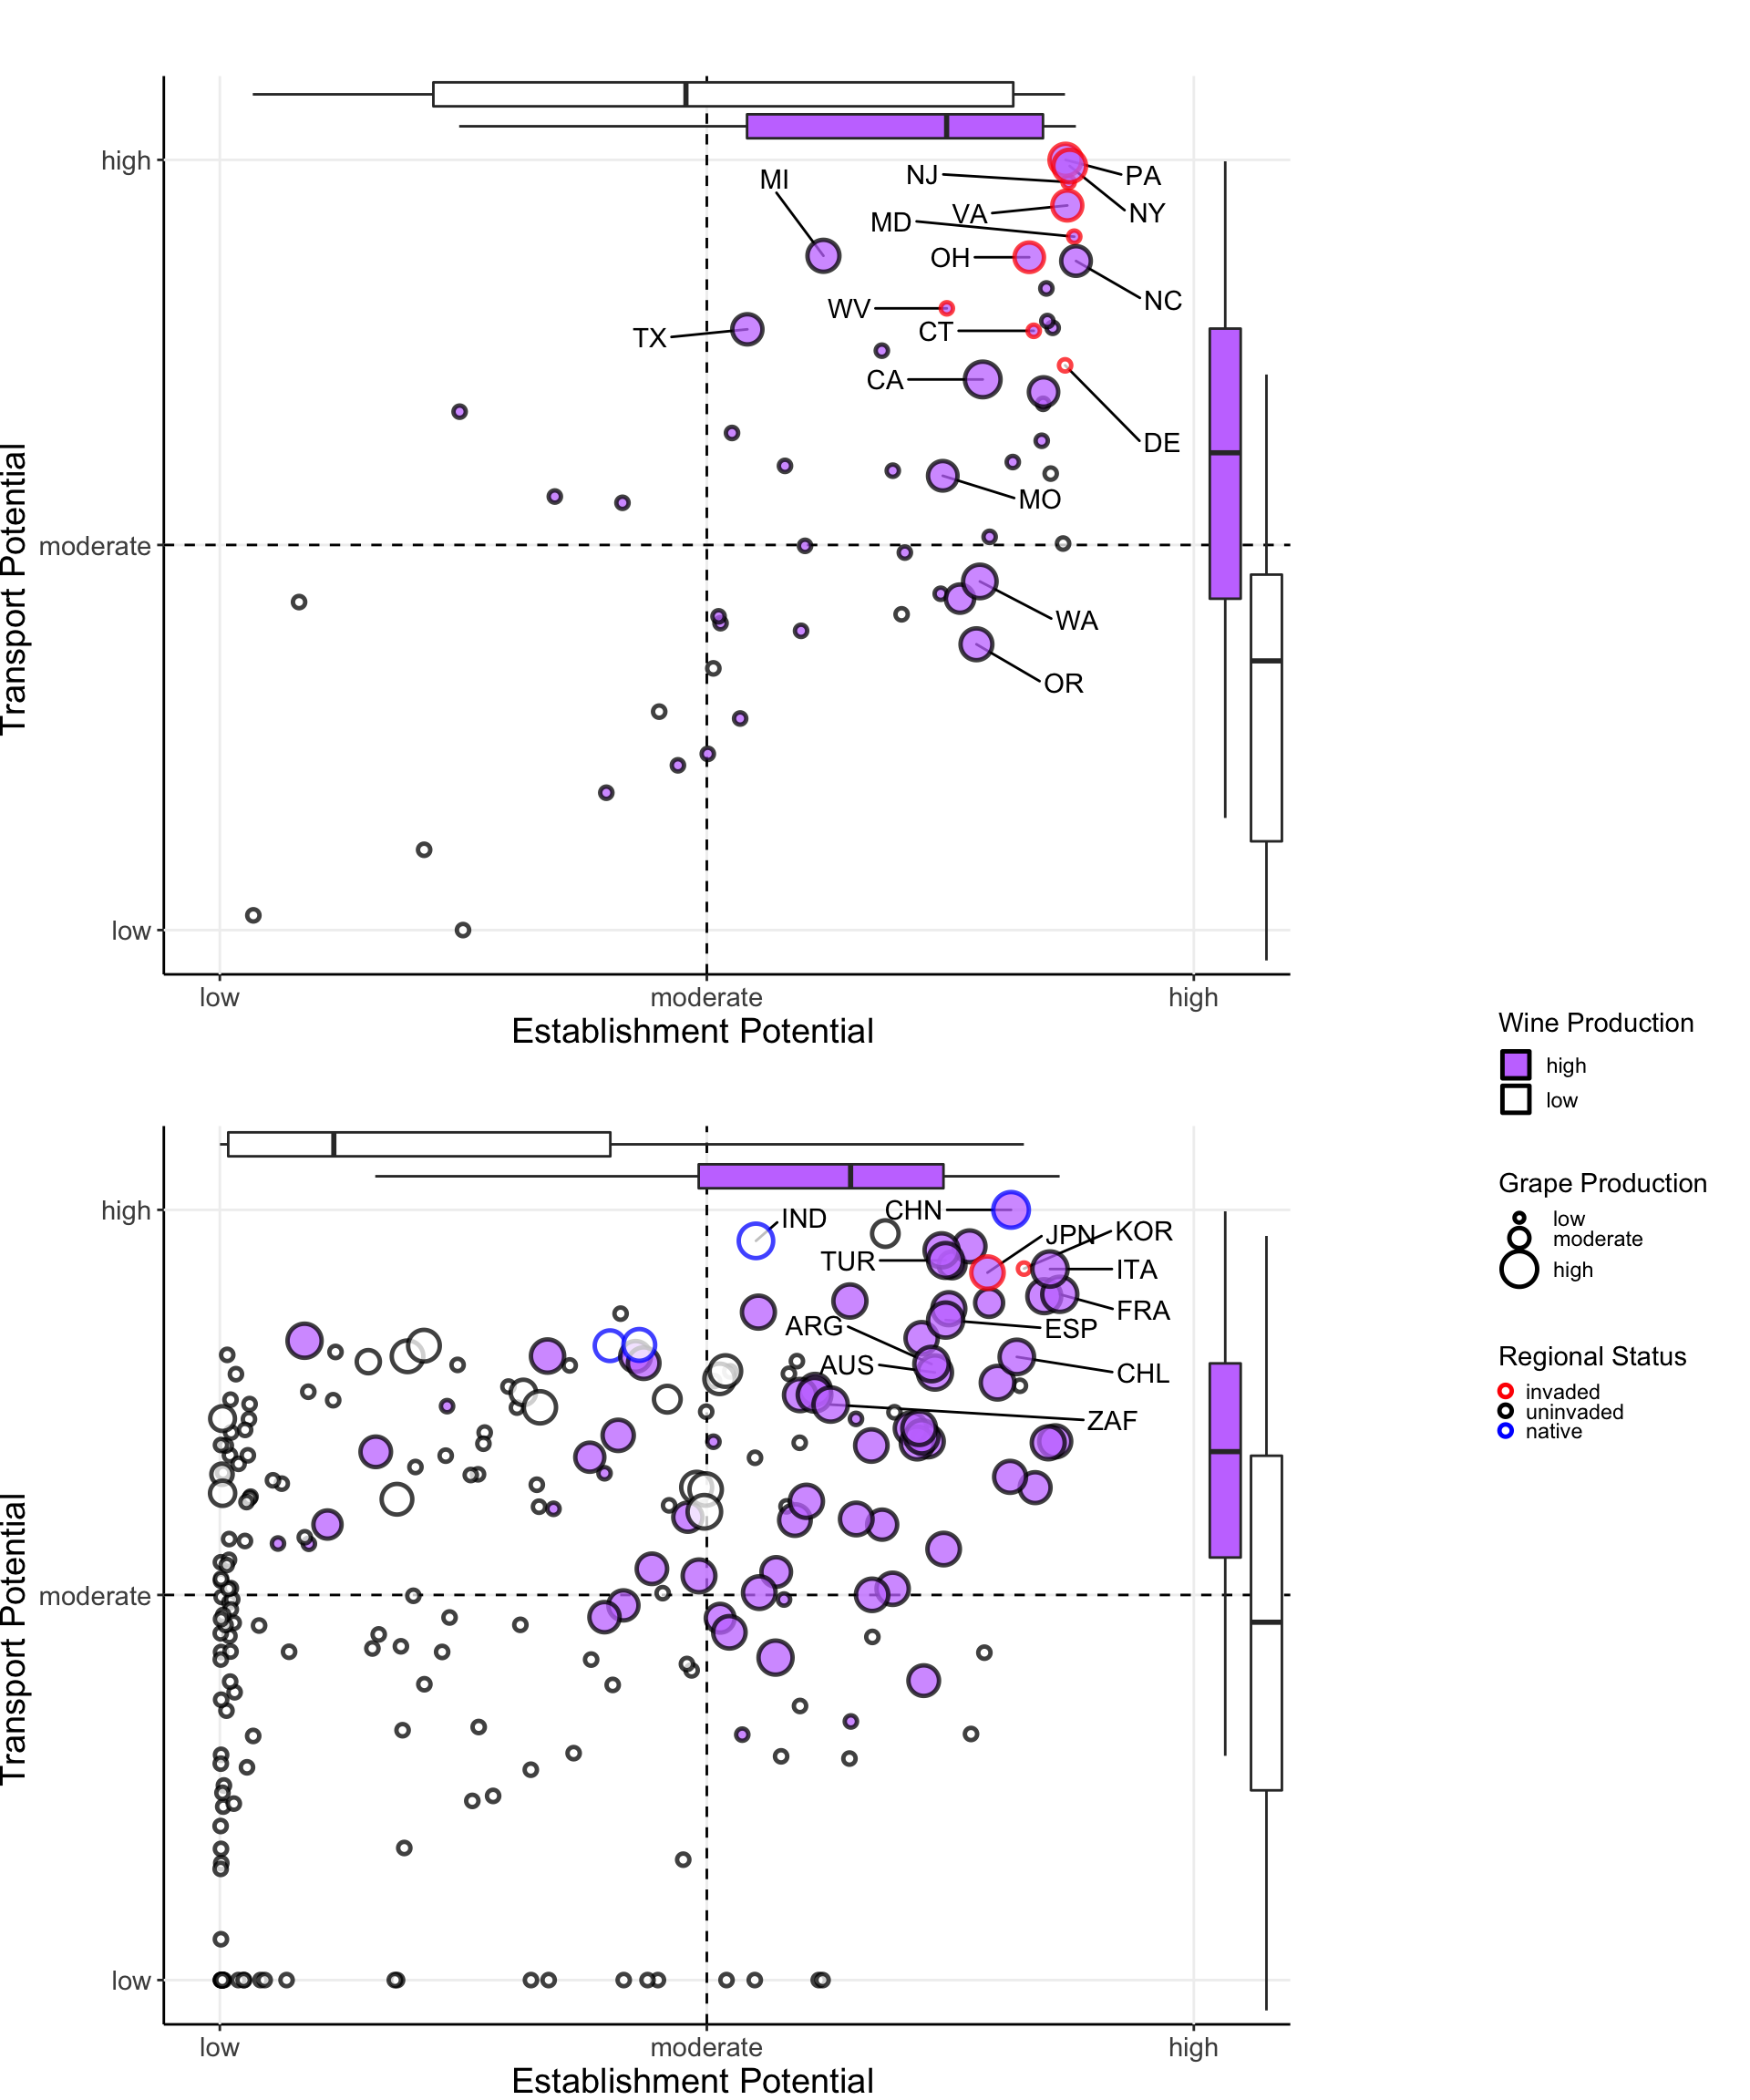 high
moderate
low
Transport Potential
MI
NJ
PA
VA
NY
MD
OH
NC
WV
CT
TX
CA
DE
MO
WA
OR
low
moderate
high
Establishment Potential
high
moderate
low
Transport Potential
IND
CHN
JPN
KOR
TUR
ITA
FRA
ARG
ESP
AUS
CHL
ZAF
low
moderate
high
Establishment Potential
Wine Production
high
low
Grape Production
low
moderate
high
Regional Status
invaded
uninvaded
native